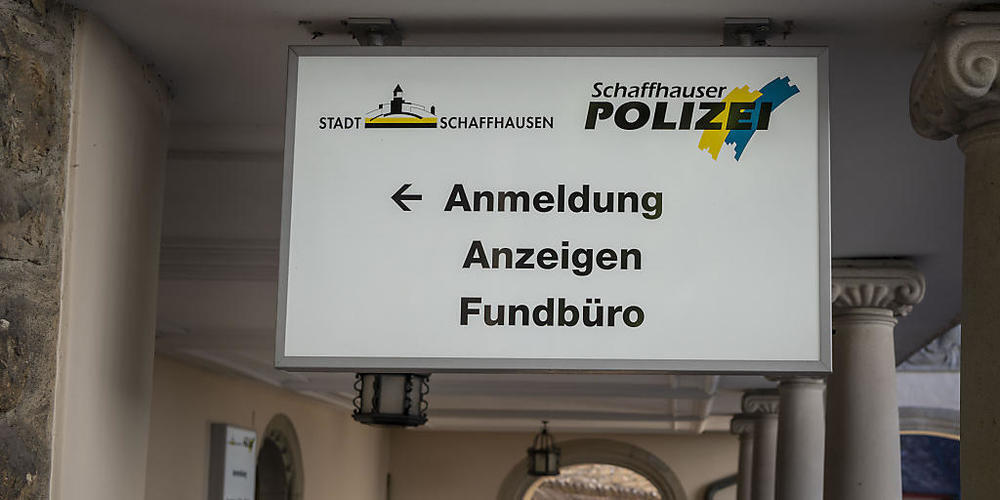 STADT SCHAFFHAUSEN
Schaffhauser
POLIZEI
← Anmeldung
Anzeigen
Fundbüro